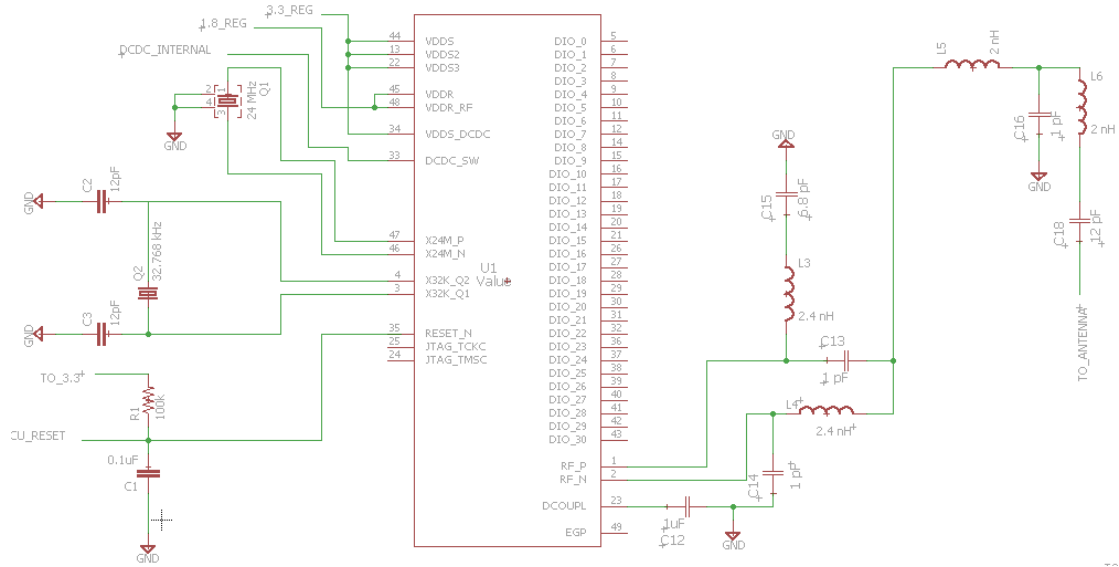 3.3_REG
1.8_REG
DCDC_INTERNAL
2
4
1
3
24 MHz
Q1
GND
GND
C2
12pF
Q2
32.768 kHz
GND
C3
12pF
TO_3.3
R1
100k
CU_RESET
0.1uF
C1
GND
44 VDDS
13 VDDS2
22 VDDS3
45 VDDR
48 VDDR_RF
34 VDDS_DCDC
33 DCDC_SW
47 X24M_P
46 X24M_N
4 X32K_Q2
3 X32K_Q1
35 RESET_N
25 JTAG_TCKC
24 JTAG_TMSC
U1
Value
DIO_0 5
DIO_1 6
DIO_2 7
DIO_3 8
DIO_4 9
DIO_5 10
DIO_6 11
DIO_7 12
DIO_8 14
DIO_9 15
DIO_10 16
DIO_11 17
DIO_12 18
DIO_13 19
DIO_14 20
DIO_15 21
DIO_16 26
DIO_17 27
DIO_18 28
DIO_19 29
DIO_20 30
DIO_21 31
DIO_22 32
DIO_23 36
DIO_24 37
DIO_25 38
DIO_26 39
DIO_27 40
DIO_28 41
DIO_29 42
DIO_30 43
RF_P 1
RF_N 2
DCOUPL 23
EGP 49
1uF
C12
GND
C14
1 pF
L4
2.4 nH
C13
1 pF
L3
2.4 nH
C15
6.8 pF
GND
L5
2 nH
C16
1 pF
GND
L6
2 nH
C18
12 pF
TO_ANTENNA